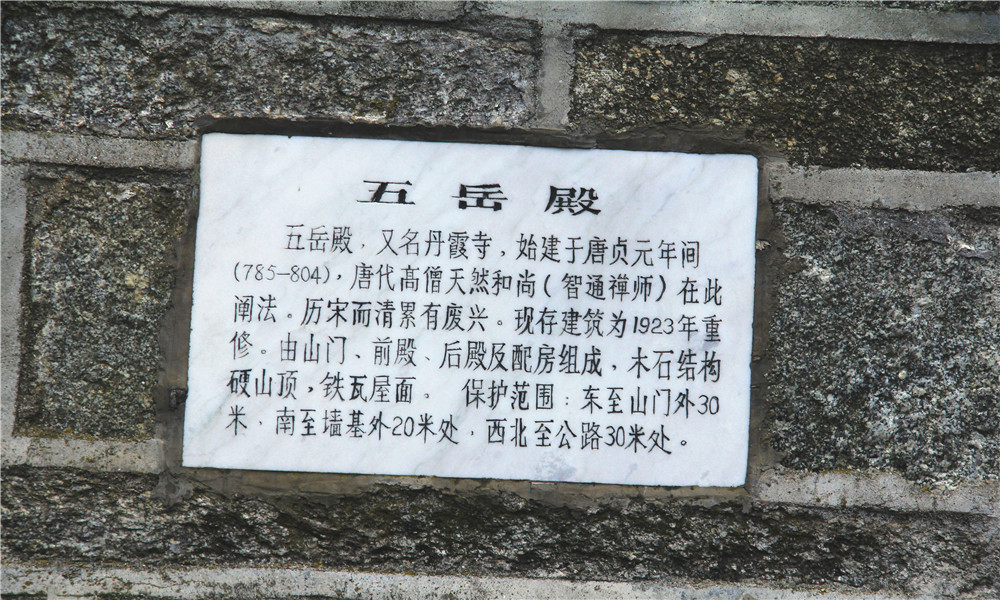 五岳殿
五岳殿，又名丹霞寺，始建于唐贞元年间
(785—804)，唐代高僧天然和尚(智通禅师)在此
阐法。历宋而清累有废兴。现存建筑为1923年重
修。由山门、前殿、后殿及配房组成，木石结构
硬山顶，铁瓦屋面。 保护范围：东至山门外30
米，南至墙基外20米处，西北至公路30米处。